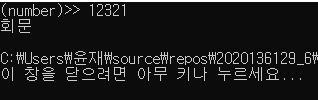 (number)>> 12321
회문
C:₩Users₩윤재₩source₩repos₩2020136129_6₩
이 창을 닫으려면 아무 키나 누르세요...